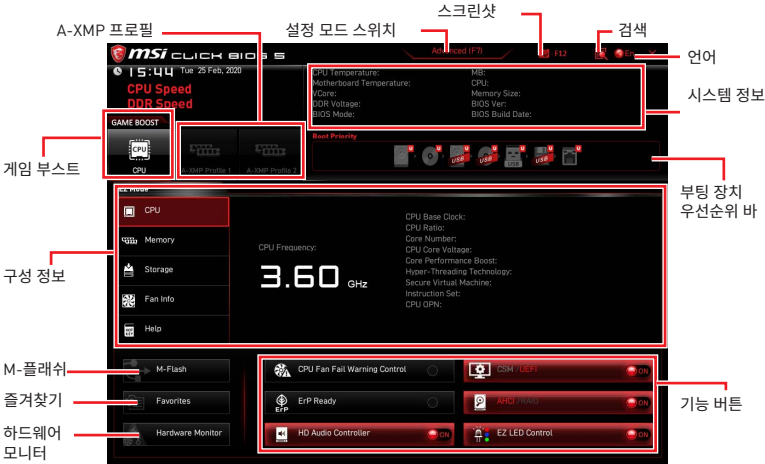 스크린샷
A-XMP 프로필
설정 모드 스위치
검색
언어
시스템 정보
게임 부스트
부팅 장치
우선순위 바
구성 정보
M-플래쉬
즐겨찾기
하드웨어
모니터
기능 버튼
msi CLICK BIOS 5
Advanced (F7)
F12
En
15:44 Tue 25 Feb, 2020
CPU Speed
DDR Speed
CPU Temperature:
Motherboard Temperature:
VCore:
DDR Voltage:
BIOS Mode:
MB:
CPU:
Memory Size:
BIOS Ver:
BIOS Build Date:
GAME BOOST
CPU
CPU
A-XMP Profile 1
A-XMP Profile 2
Boot Priority
U
U
U
USB
U
USB
U
USB
U
USB
U
EZ Mode
CPU
Memory
Storage
Fan Info
Help
CPU Frequency:
3.60 GHz
CPU Base Clock:
CPU Ratio:
Core Number:
CPU Core Voltage:
Core Performance Boost:
Hyper-Threading Technology:
Secure Virtual Machine:
Instruction Set:
CPU OPN:
M-Flash
Favorites
Hardware Monitor
CPU Fan Fail Warning Control
CSM /UEFI
ON
ErP
ErP Ready
AHCI /RAID
ON
HD Audio Controller
ON
EZ LED Control
ON